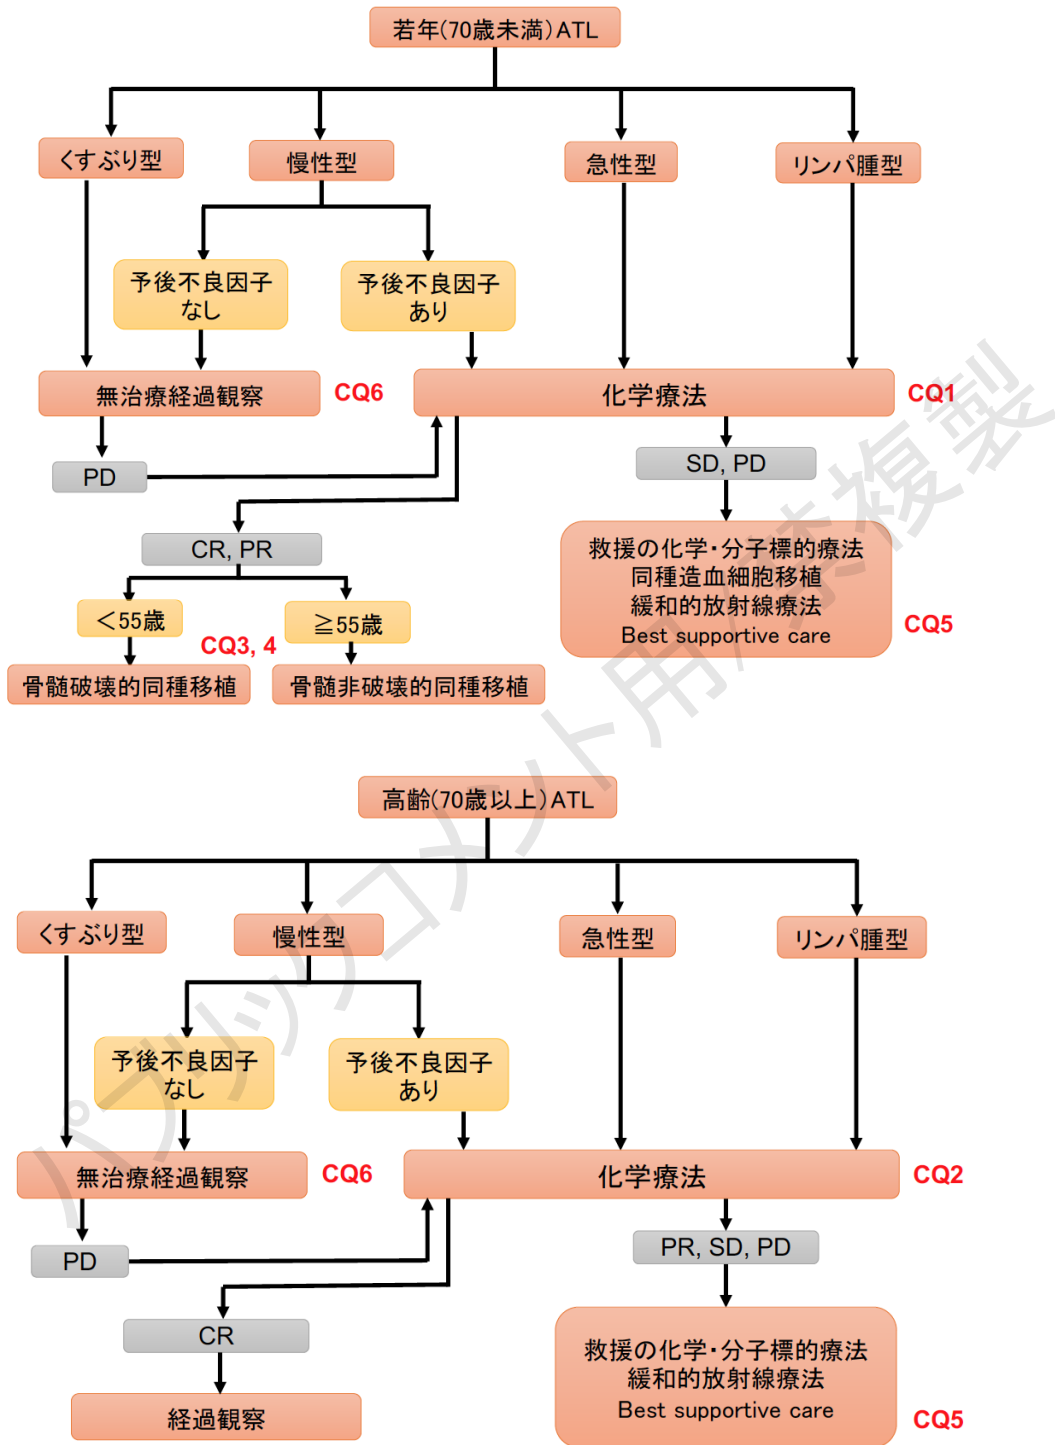 若年(70歳未満)ATL
くすぶり型
慢性型
急性型
リンパ腫型
予後不良因子
なし
予後不良因子
あり
無治療経過観察
CQ6
化学療法
CQ1
PD
SD, PD
CR, PR
救援の化学・分子標的療法
同種造血細胞移植
緩和的放射線療法
Best supportive care
CQ5
<55歳
≧55歳
CQ3, 4
骨髄破壊的同種移植
骨髄非破壊的同種移植
高齢(70歳以上)ATL
くすぶり型
慢性型
急性型
リンパ腫型
予後不良因子
なし
予後不良因子
あり
無治療経過観察
CQ6
化学療法
CQ2
PD
PR, SD, PD
CR
経過観察
救援の化学・分子標的療法
緩和的放射線療法
Best supportive care
CQ5
パブリックコメント用/禁複製